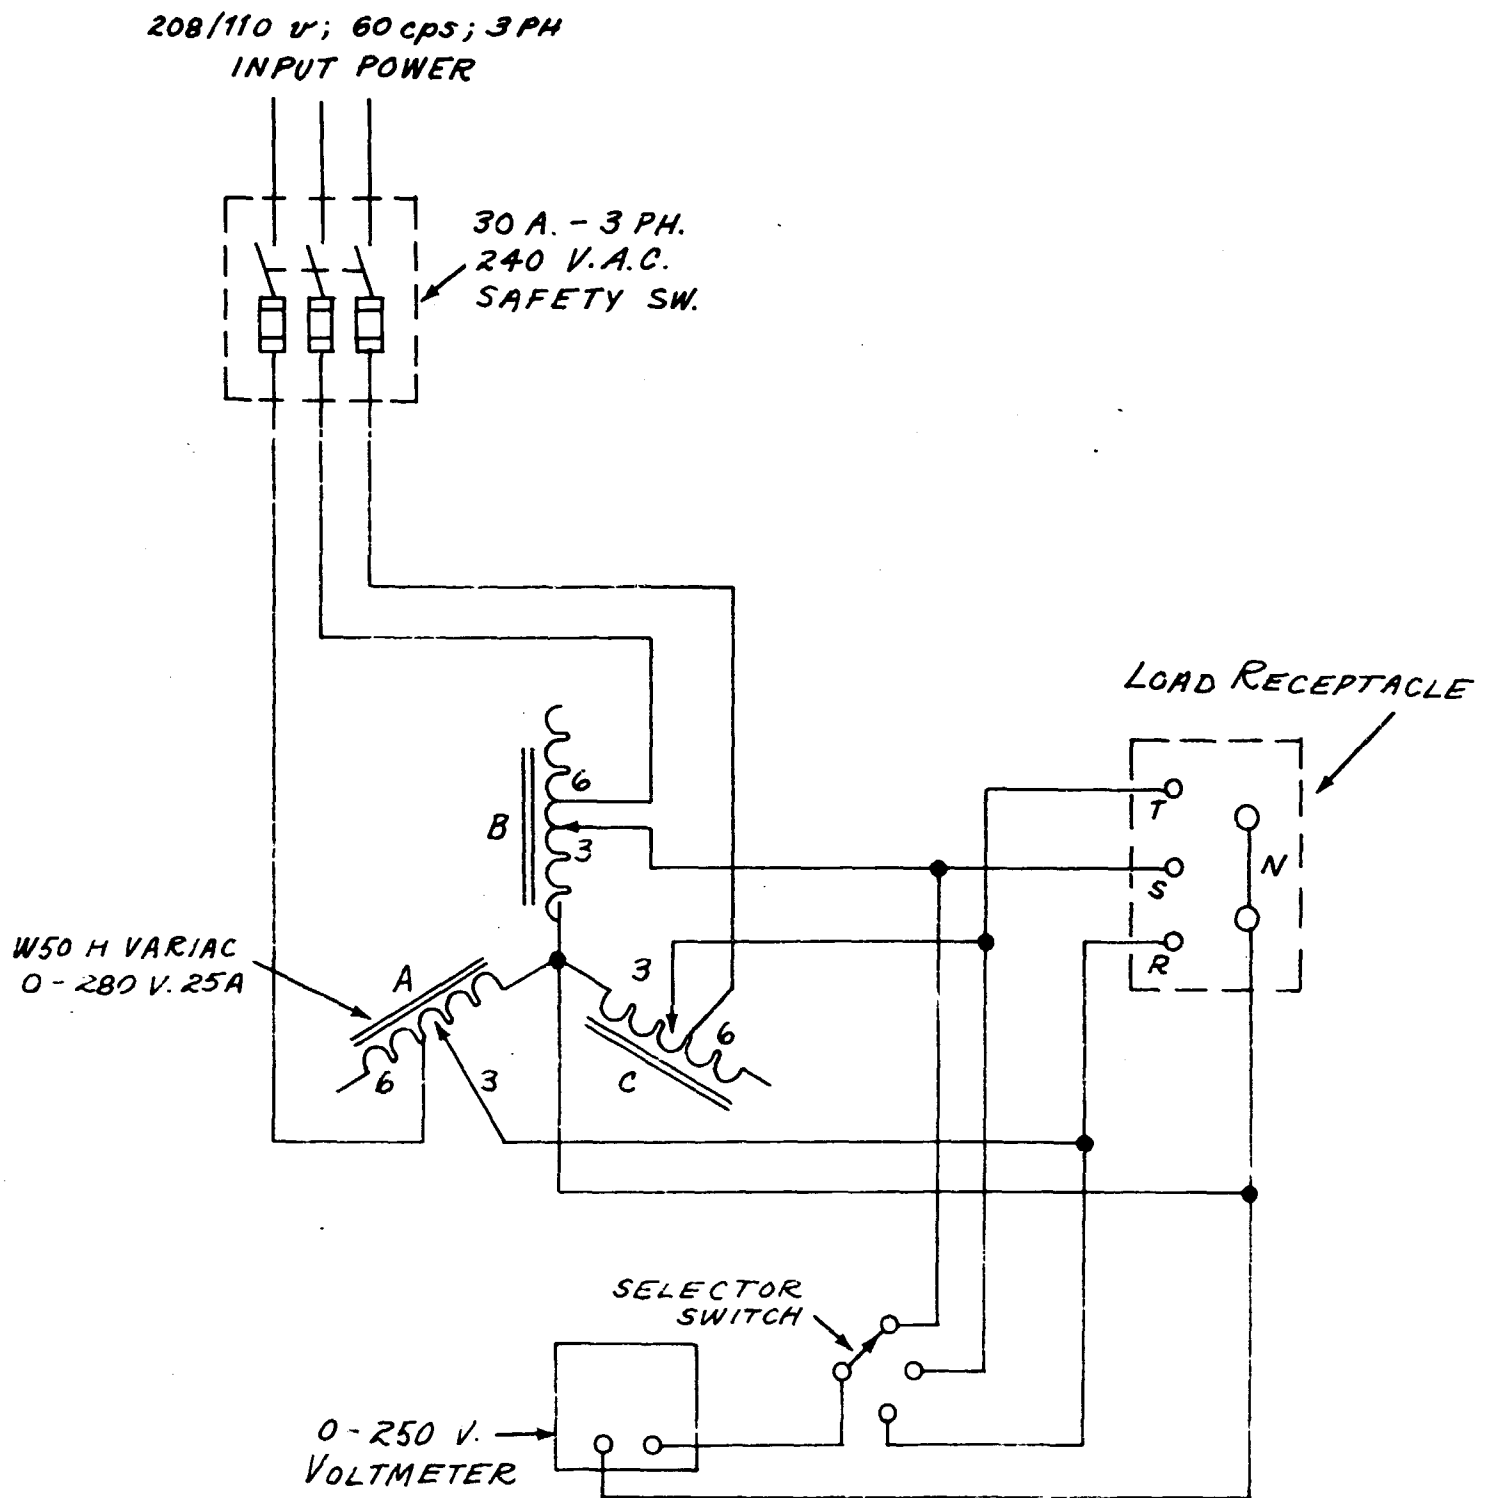 208/110 v; 60 cps; 3 PH
INPUT POWER
30 A. - 3 PH.
240 V.A.C.
SAFETY SW.
LOAD RECEPTACLE
6
B
3
T
S
N
R
W50 H VARIAC
0 - 280 V. 25A
A
3
6
3
C
6
SELECTOR
SWITCH
0 - 250 V.
VOLTMETER